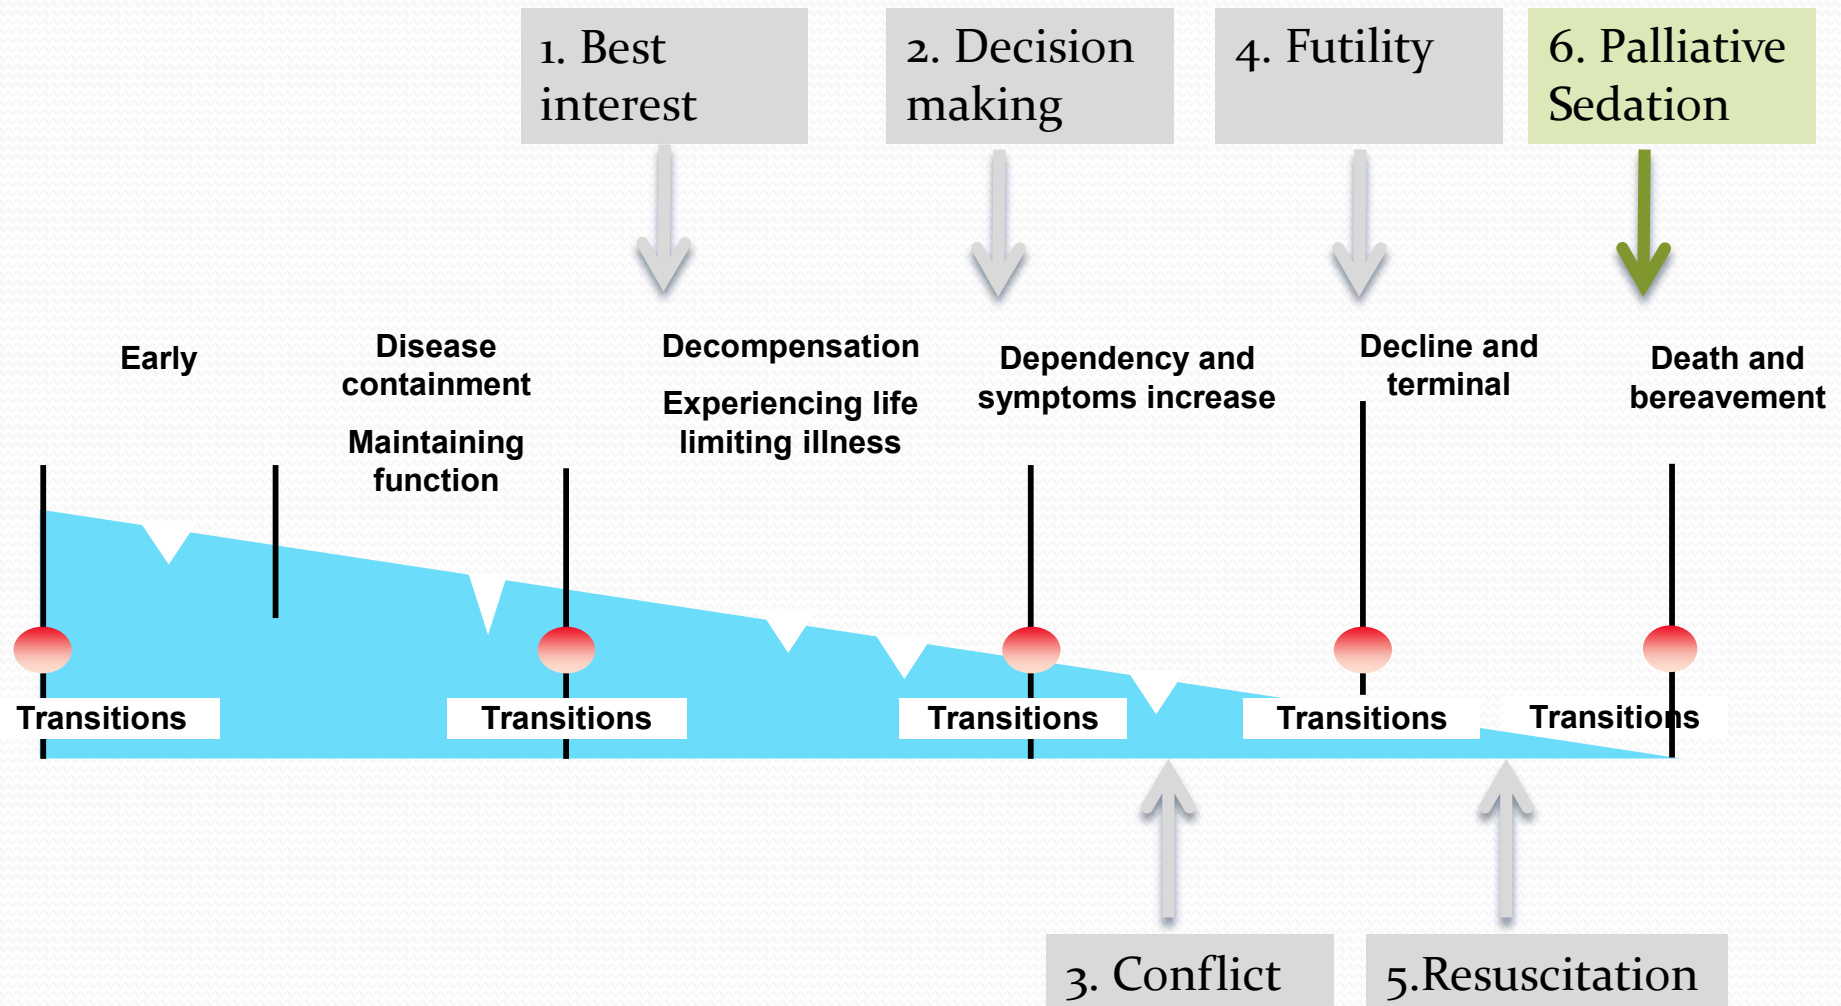 1. Best
interest
2. Decision
making
4. Futility
6. Palliative
Sedation
Early
Disease
containment
Maintaining
function
Decompensation
Experiencing life
limiting illness
Dependency and
symptoms increase
Decline and
terminal
Death and
bereavement
Transitions
Transitions
Transitions
Transitions
Transitions
3. Conflict
5.Resuscitation